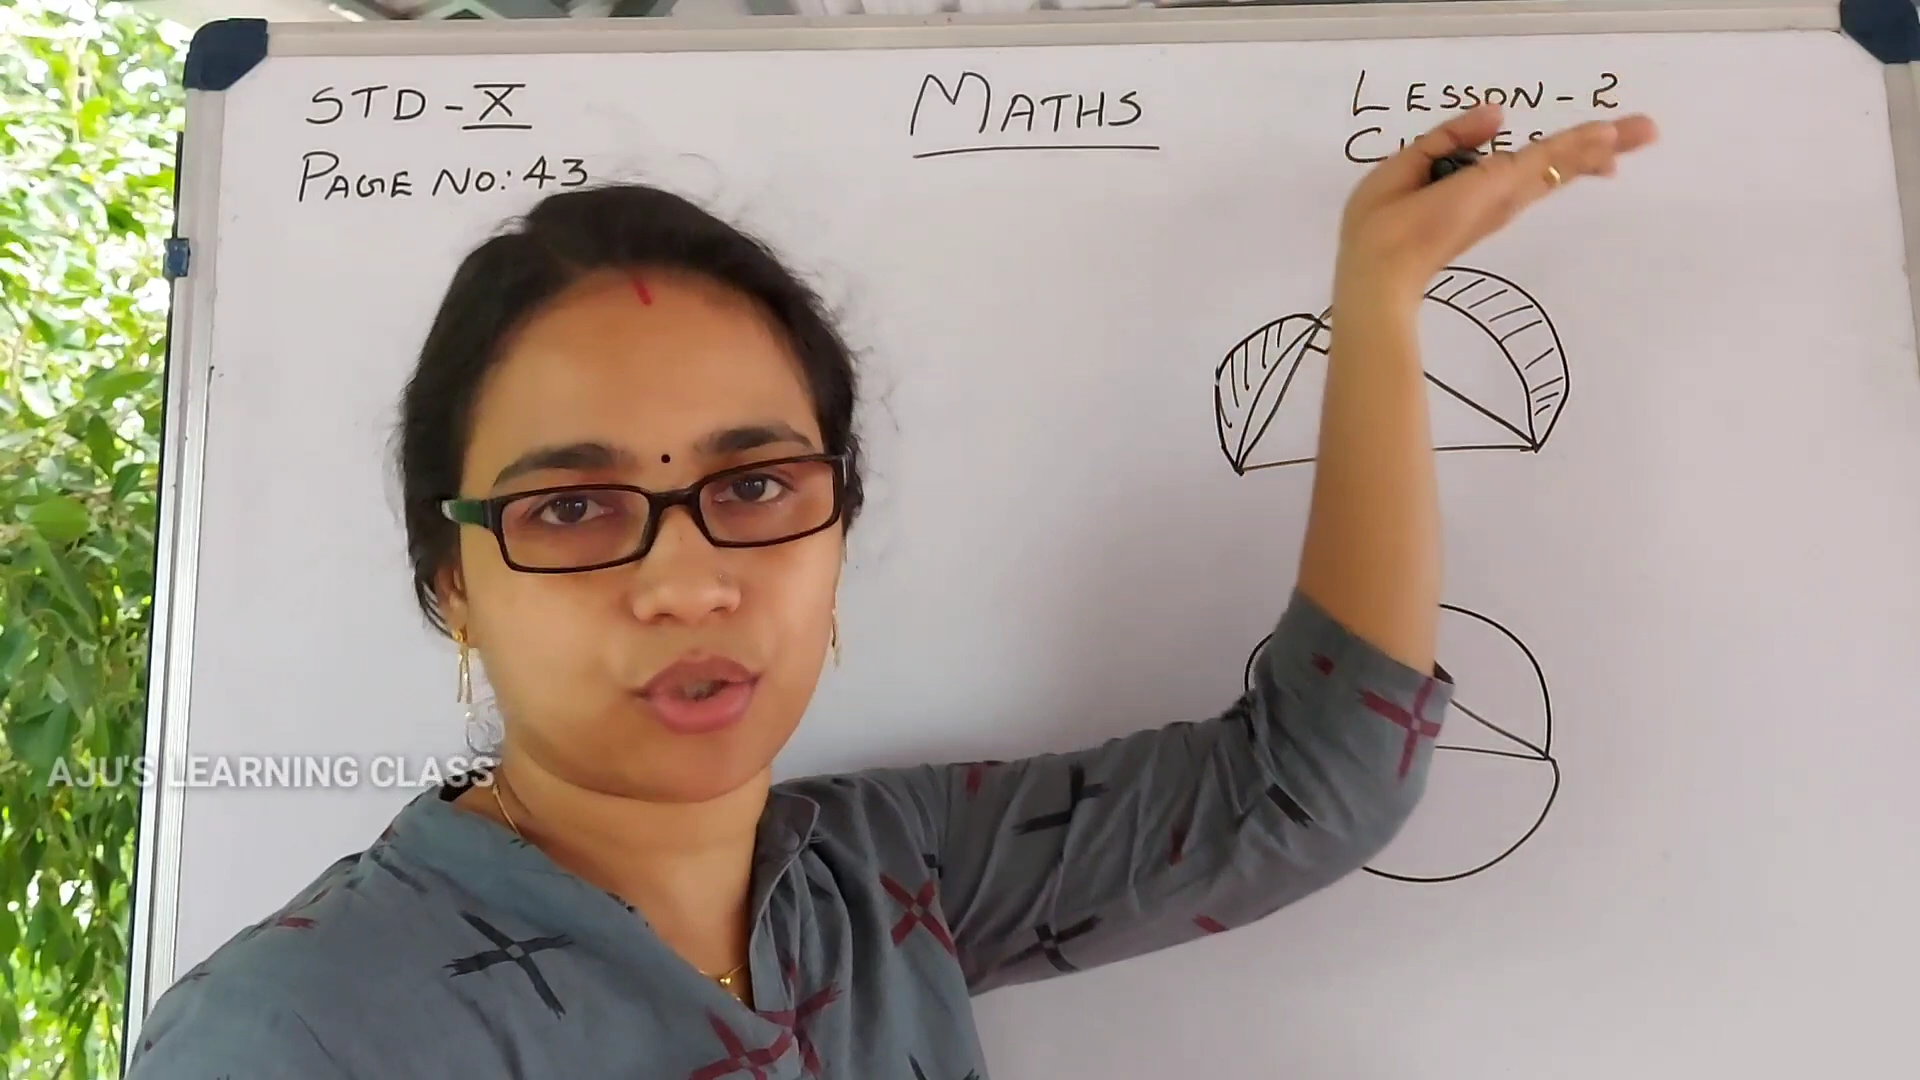 STD - X
MATHS
LESSON - 2
PAGE NO: 43
AJU'S LEARNING CLASS